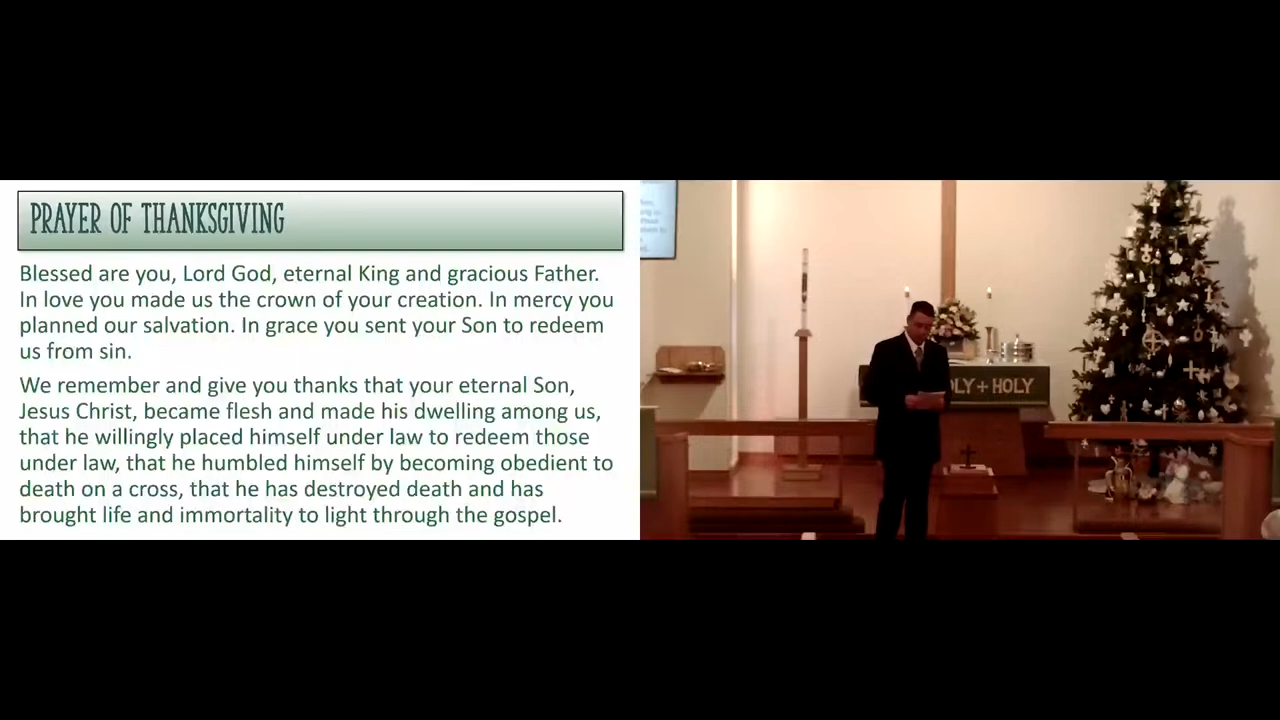 PRAYER OF THANKSGIVING
Blessed are you, Lord God, eternal King and gracious Father.
In love you made us the crown of your creation. In mercy you
planned our salvation. In grace you sent your Son to redeem
us from sin.
We remember and give you thanks that your eternal Son,
Jesus Christ, became flesh and made his dwelling among us,
that he willingly placed himself under law to redeem those
under law, that he humbled himself by becoming obedient to
death on a cross, that he has destroyed death and has
brought life and immortality to light through the gospel.
OLY + HOLY